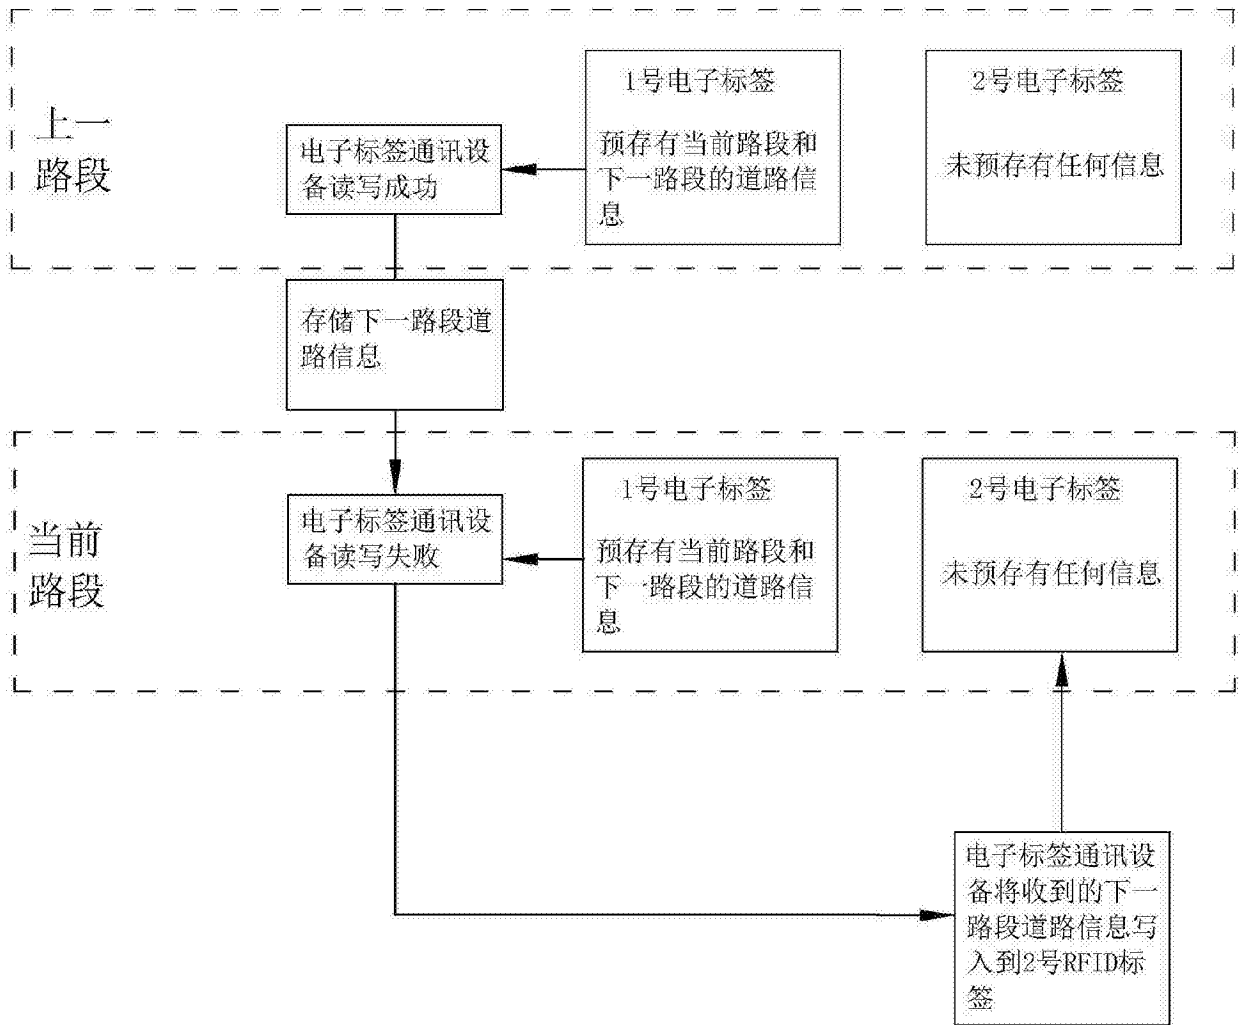 上一
路段
电子标签通讯设
备读写成功
1号电子标签
预存有当前路段和
下一路段的道路信
息
2号电子标签
未预存有任何信息
存储下一路段道
路信息
当前
路段
电子标签通讯设
备读写失败
1号电子标签
预存有当前路段和
下一路段的道路信
息
2号电子标签
未预存有任何信息
电子标签通讯设
备将收到的下一
路段道路信息写
入到2号RFID标
签